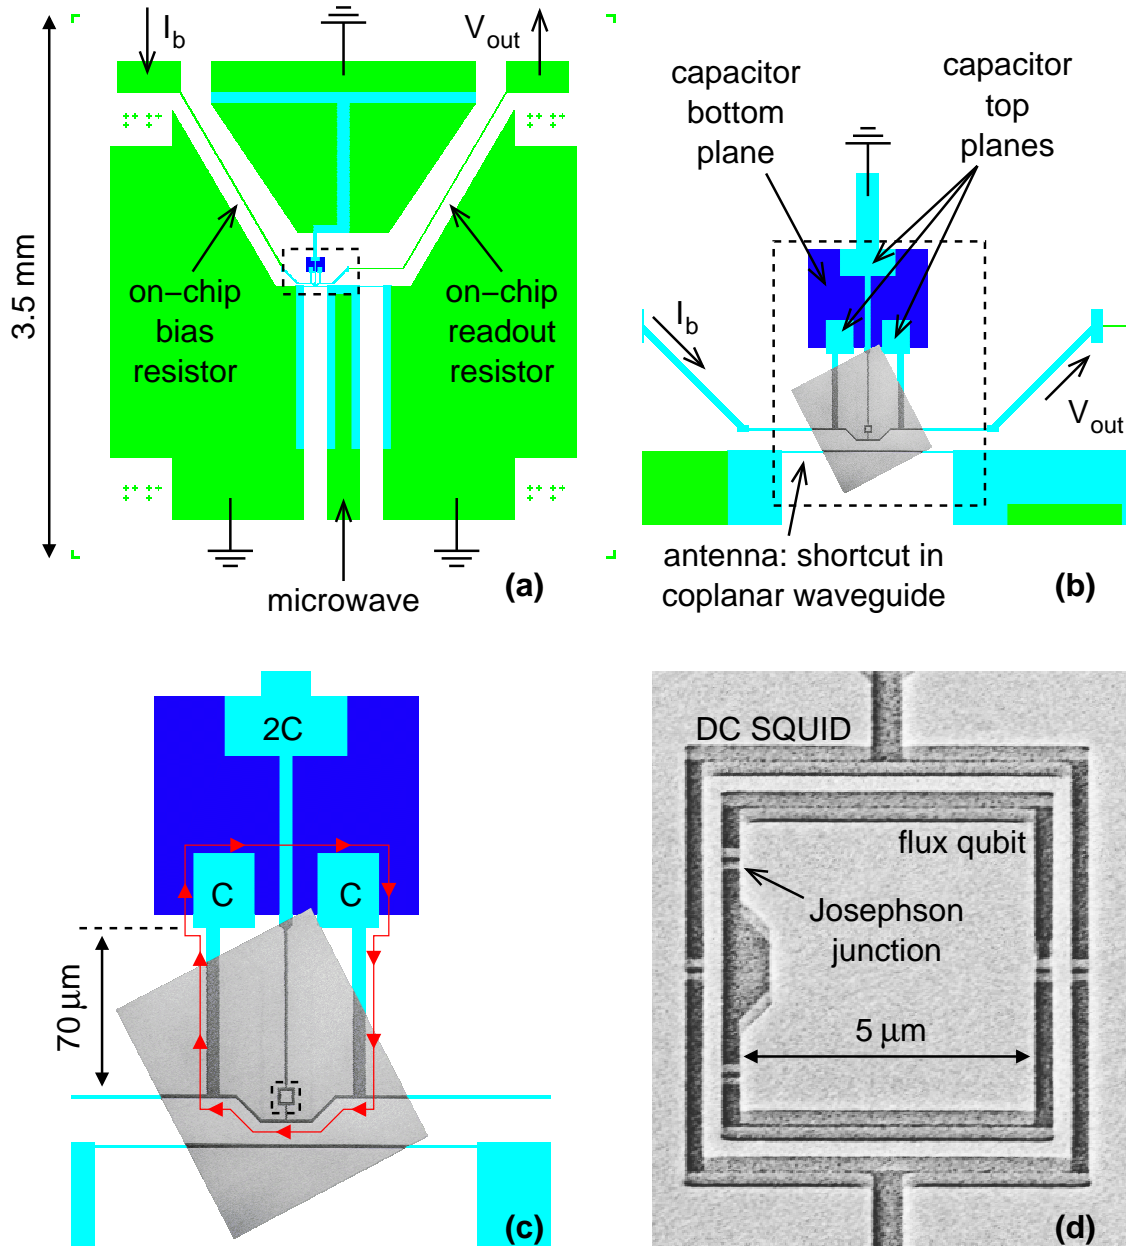 I_b
V_out
3.5 mm
on−chip
bias
resistor
on−chip
readout
resistor
microwave
(a)
capacitor
bottom
plane
capacitor
top
planes
I_b
V_out
antenna: shortcut in
coplanar waveguide
(b)
2C
C
C
70 μm
(c)
DC SQUID
flux qubit
Josephson
junction
5 μm
(d)